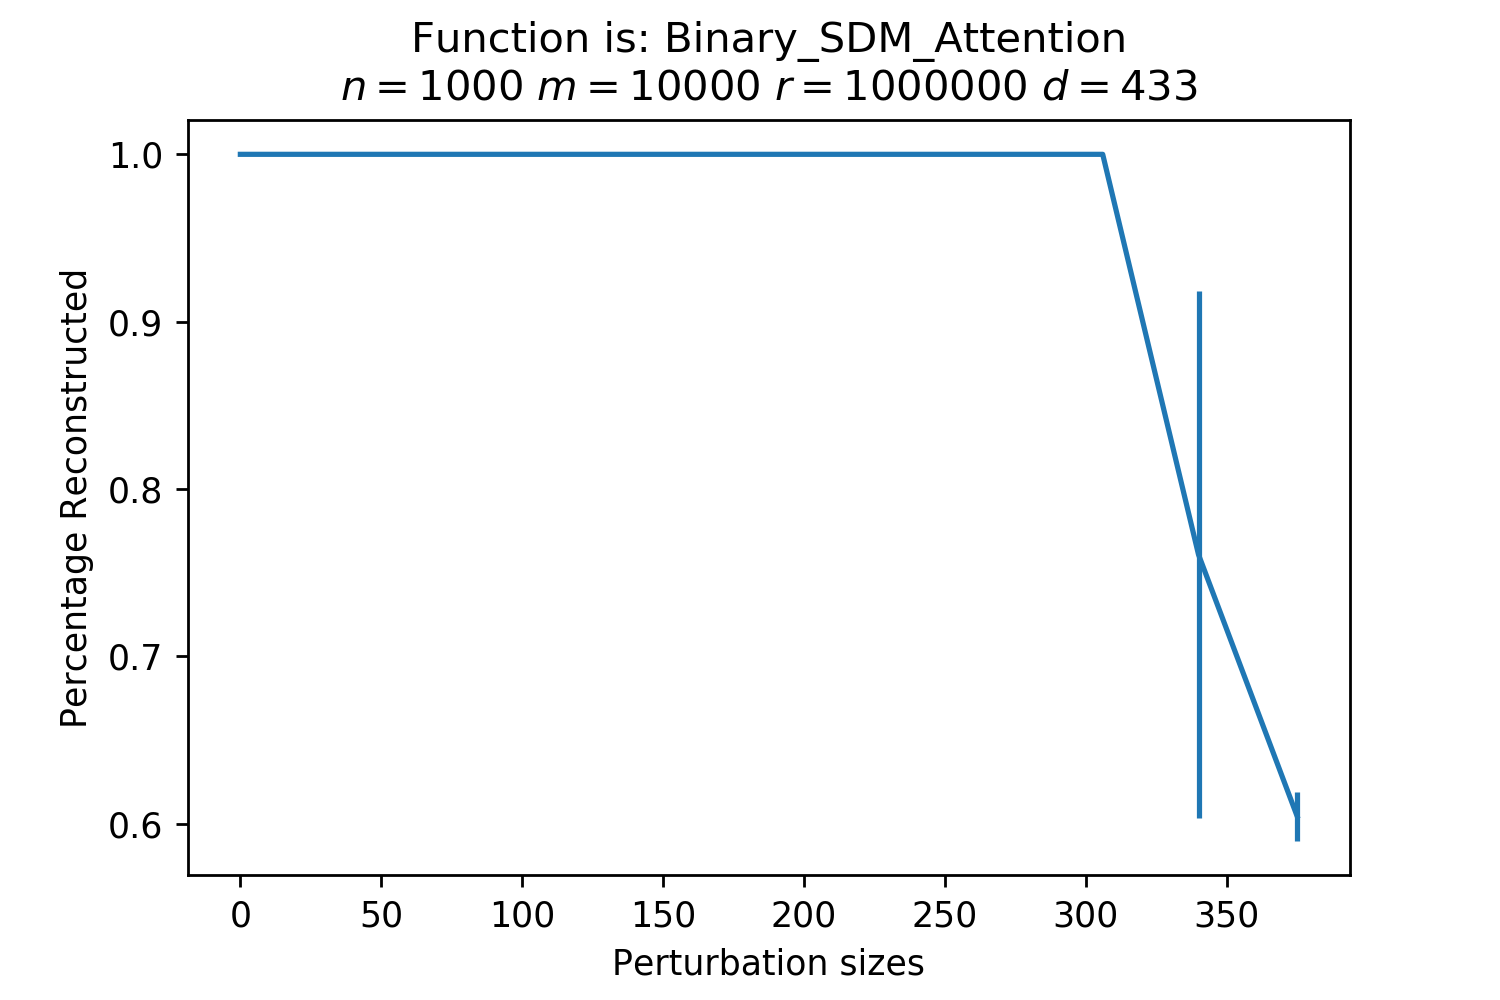 Function is: Binary_SDM_Attention
n = 1000 m = 10000 r = 1000000 d = 433
Percentage Reconstructed
1.0
0.9
0.8
0.7
0.6
0 50 100 150 200 250 300 350
Perturbation sizes